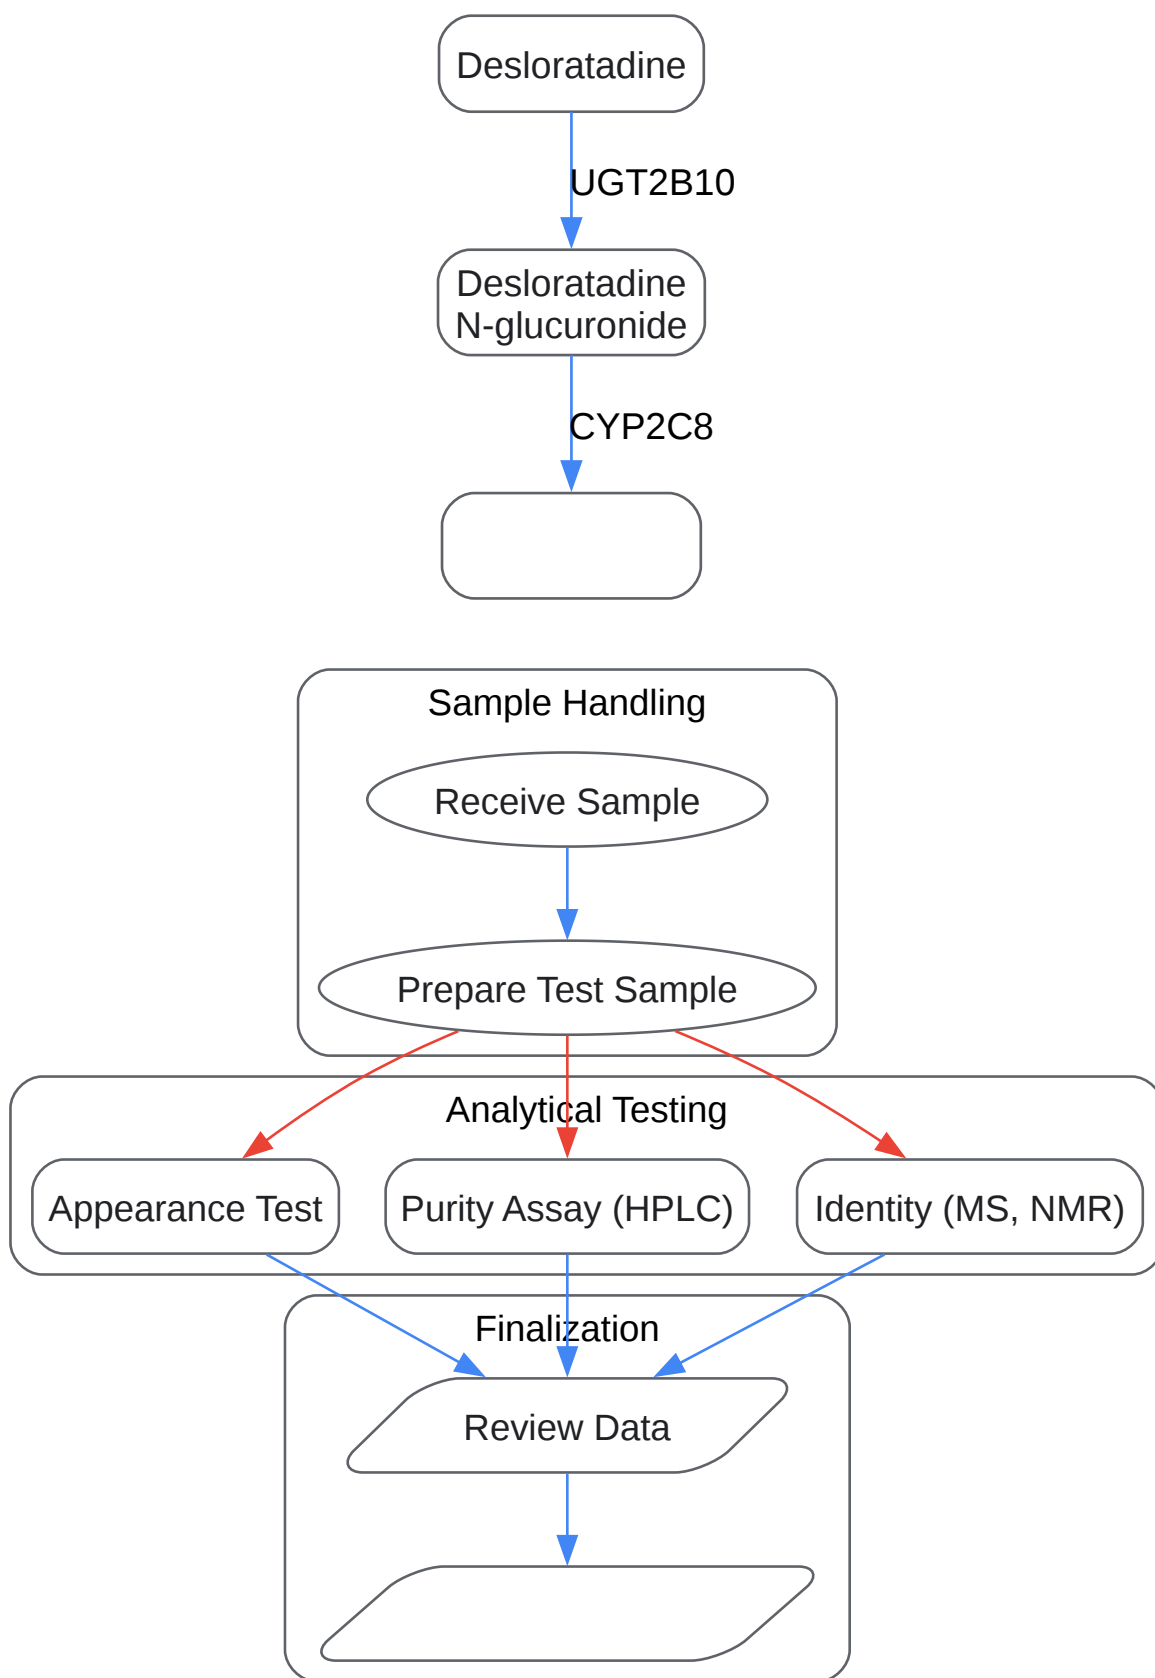 Desloratadine
UGT2B10
Desloratadine
N-glucuronide
CYP2C8
Sample Handling
Receive Sample
Prepare Test Sample
Analytical Testing
Appearance Test
Purity Assay (HPLC)
Identity (MS, NMR)
Finalization
Review Data